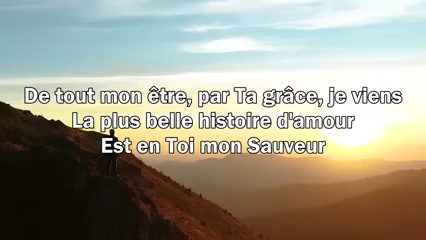 De tout mon être, par Ta grâce, je viens
La plus belle histoire d'amour
Est en Toi mon Sauveur